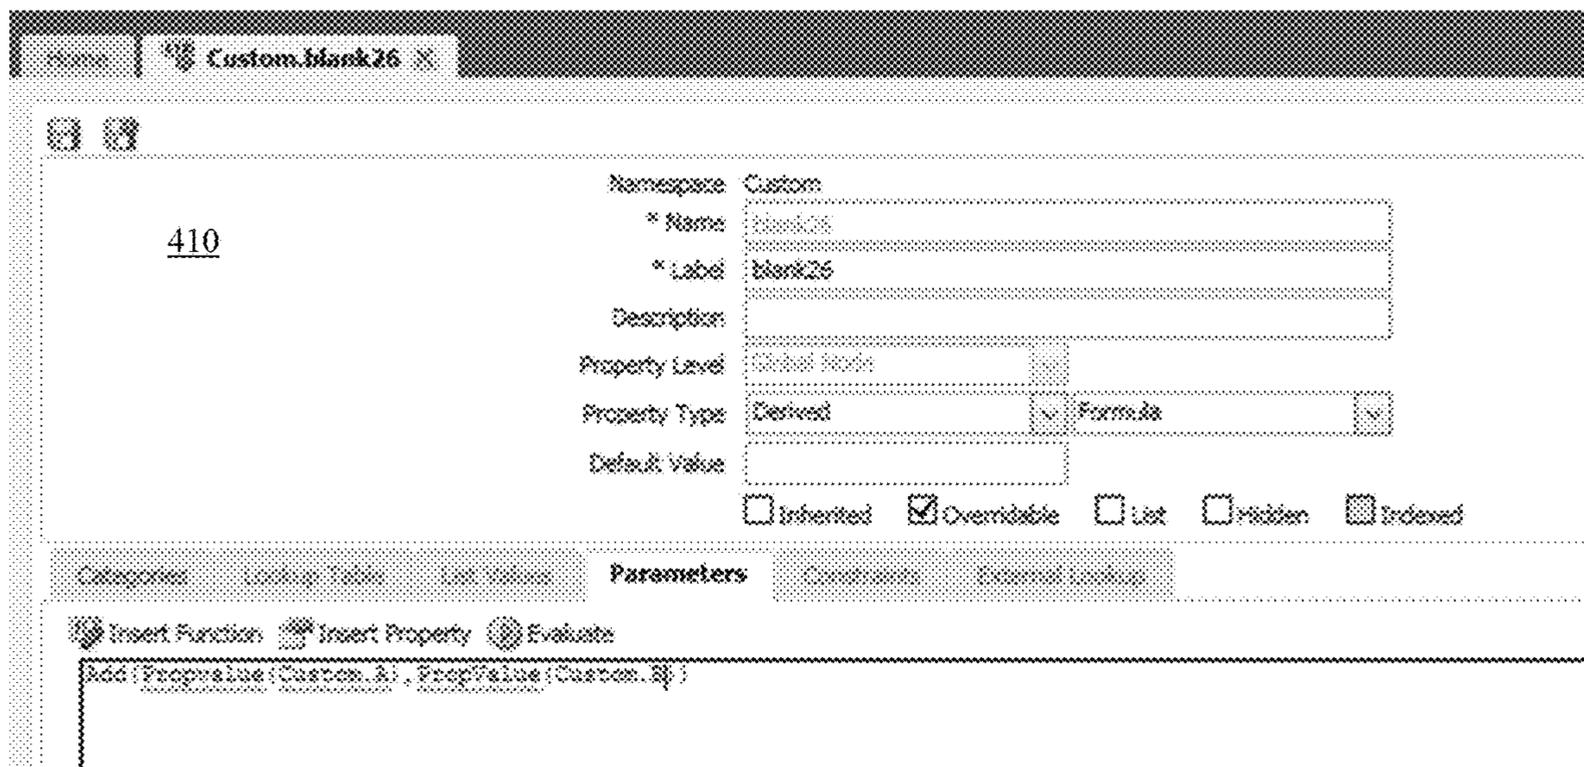 Home Custom.blank26 X
Namespace Custom
410
* Name blank26
* Label blank26
Description
Property Level Global Node
Property Type Derived Formula
Default Value
Inherited Overridable List Hidden Indexed
Categories Lookup Table List Values Parameters Constraints External Lookup
Insert Function Insert Property Evaluate
Add(PropValue(Custom.A),PropValue(Custom.B))